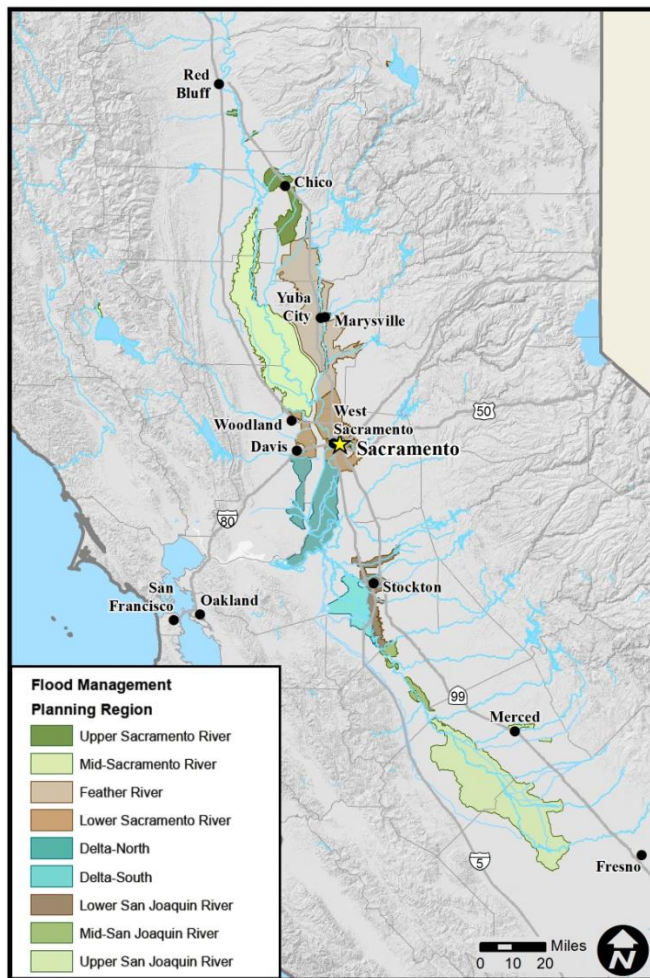 Red
Bluff
Chico
Yuba
City
Marysville
50
Woodland
West
Sacramento
Davis
Sacramento
80
San
Francisco
Oakland
Stockton
99
Merced
5
Fresno
Flood Management
Planning Region
Upper Sacramento River
Mid-Sacramento River
Feather River
Lower Sacramento River
Delta-North
Delta-South
Lower San Joaquin River
Mid-San Joaquin River
Upper San Joaquin River
Miles
0 10 20
N